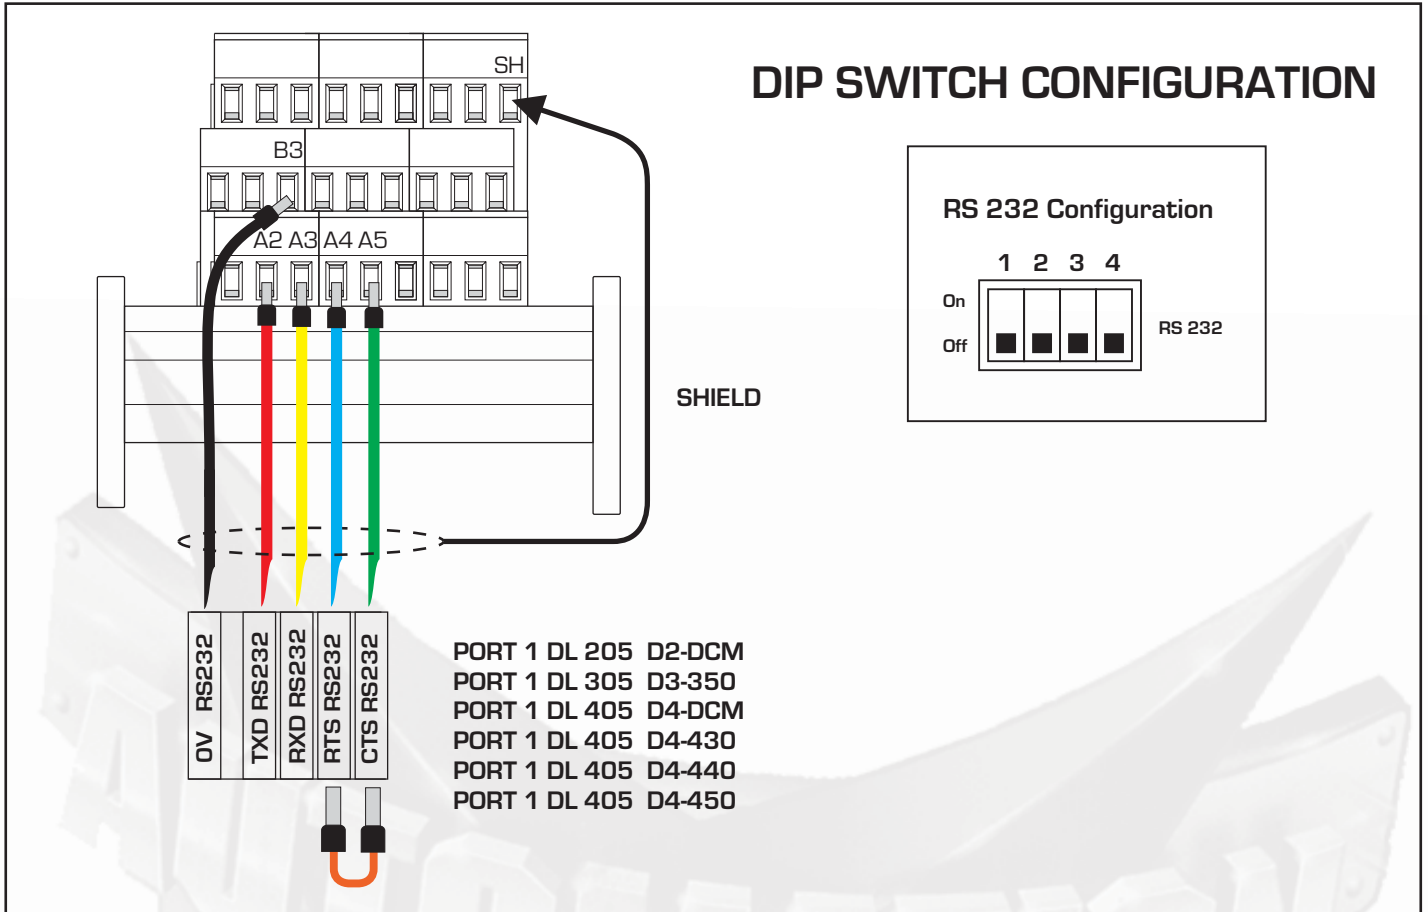 SH
DIP SWITCH CONFIGURATION
B3
A2 A3 A4 A5
RS 232 Configuration
1 2 3 4
On
Off
RS 232
SHIELD
0V RS232
TXD RS232
RXD RS232
RTS RS232
CTS RS232
PORT 1 DL 205 D2-DCM
PORT 1 DL 305 D3-350
PORT 1 DL 405 D4-DCM
PORT 1 DL 405 D4-430
PORT 1 DL 405 D4-440
PORT 1 DL 405 D4-450